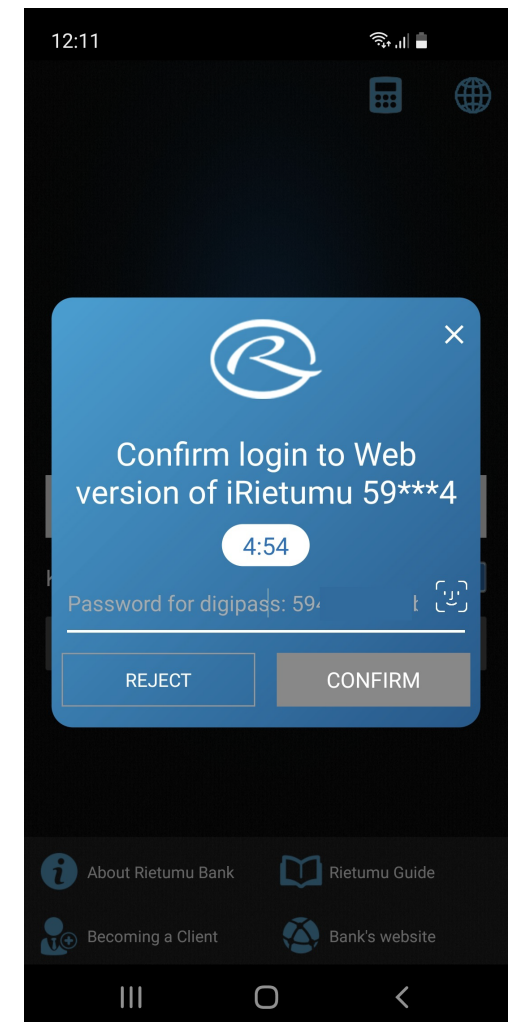 12:11
Confirm login to Web
version of iRietumu 59***4
4:54
Password for digipass: 594
REJECT
CONFIRM
About Rietumu Bank
Rietumu Guide
Becoming a Client
Bank's website